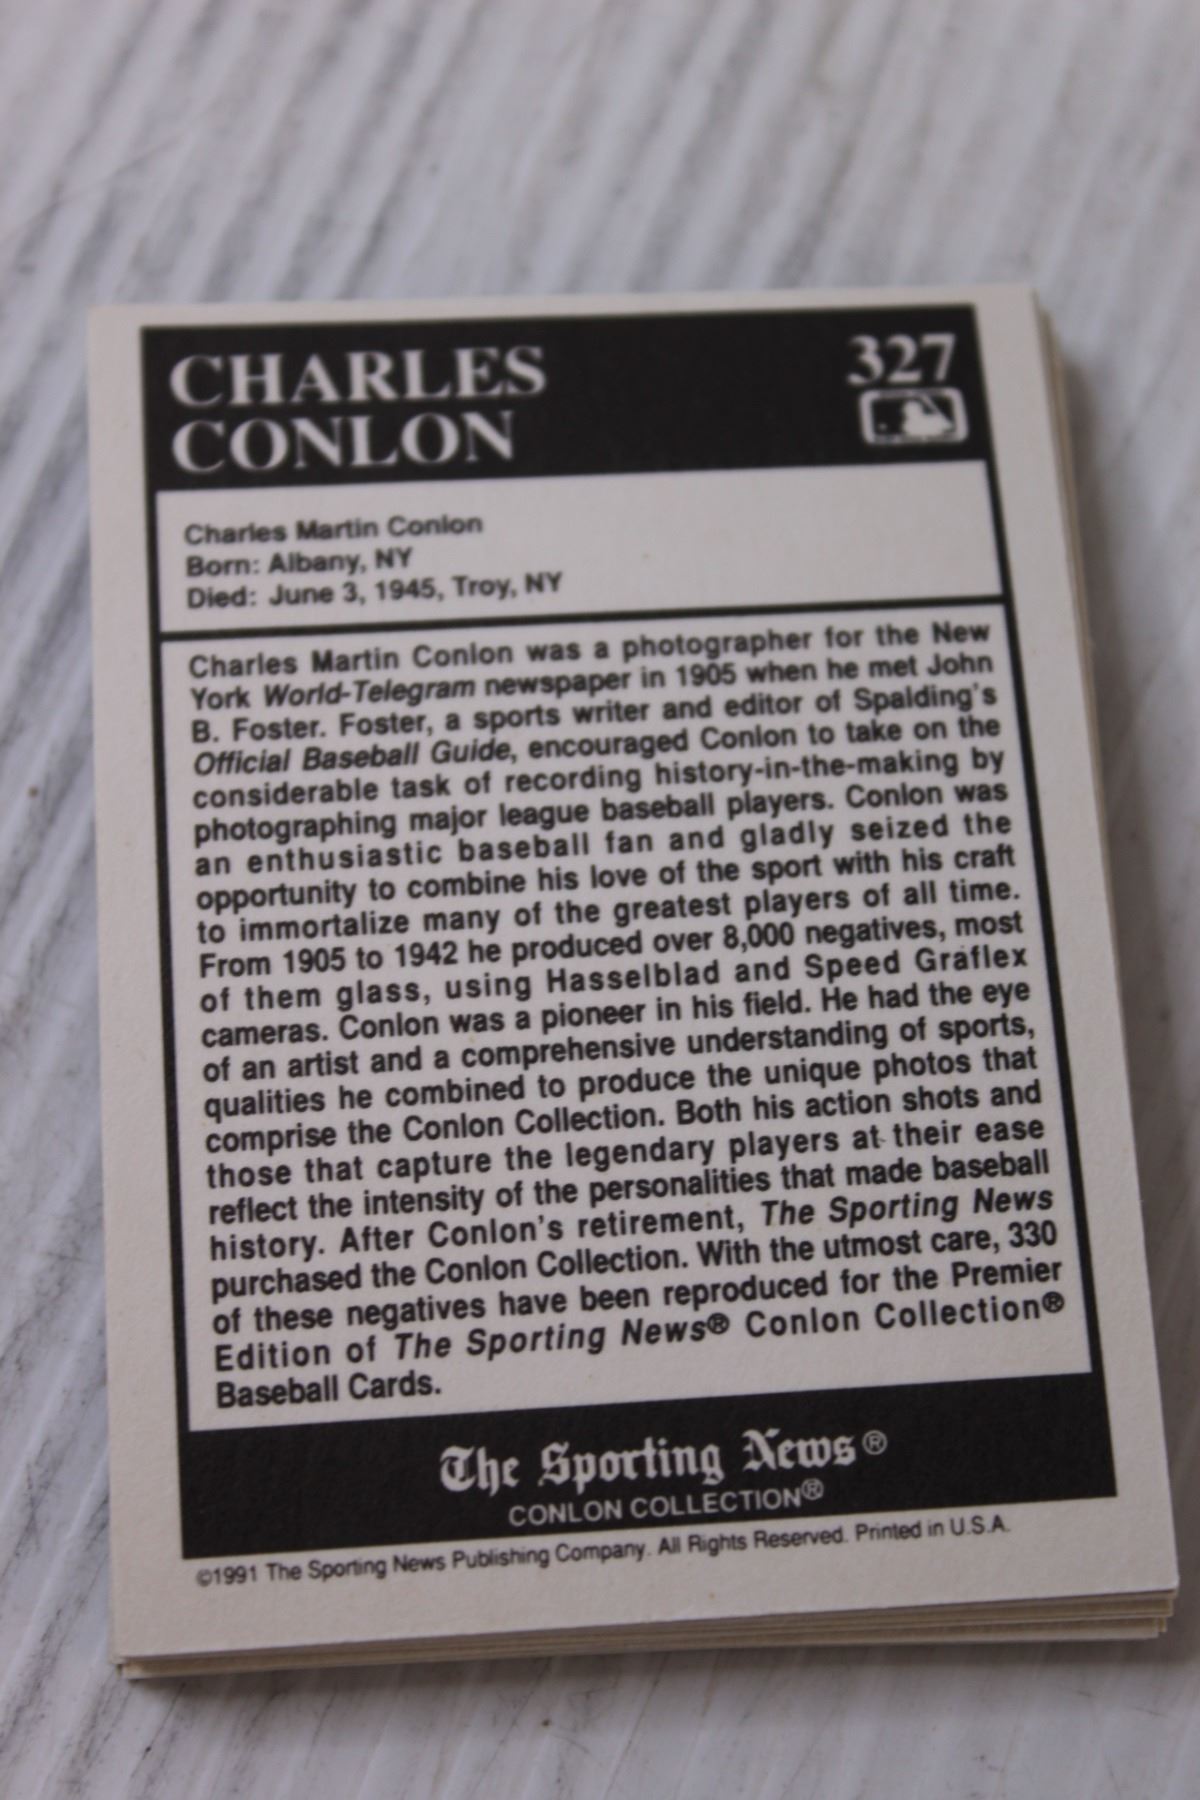 CHARLES
CONLON
327
Charles Martin Conlon
Born: Albany, NY
Died: June 3, 1945, Troy, NY
Charles Martin Conlon was a photographer for the New
York World-Telegram newspaper in 1905 when he met John
B. Foster. Foster, a sports writer and editor of Spalding's
Official Baseball Guide, encouraged Conlon to take on the
considerable task of recording history-in-the-making by
photographing major league baseball players. Conlon was
an enthusiastic baseball fan and gladly seized the
opportunity to combine his love of the sport with his craft
to immortalize many of the greatest players of all time.
From 1905 to 1942 he produced over 8,000 negatives, most
of them glass, using Hasselblad and Speed Graflex
cameras. Conlon was a pioneer in his field. He had the eye
of an artist and a comprehensive understanding of sports,
qualities he combined to produce the unique photos that
comprise the Conlon Collection. Both his action shots and
those that capture the legendary players at their ease
reflect the intensity of the personalities that made baseball
history. After Conlon's retirement, The Sporting News
purchased the Conlon Collection. With the utmost care, 330
of these negatives have been reproduced for the Premier
Edition of The Sporting News® Conlon Collection®
Baseball Cards.
The Sporting News®
CONLON COLLECTION®
©1991 The Sporting News Publishing Company. All Rights Reserved. Printed in U.S.A.